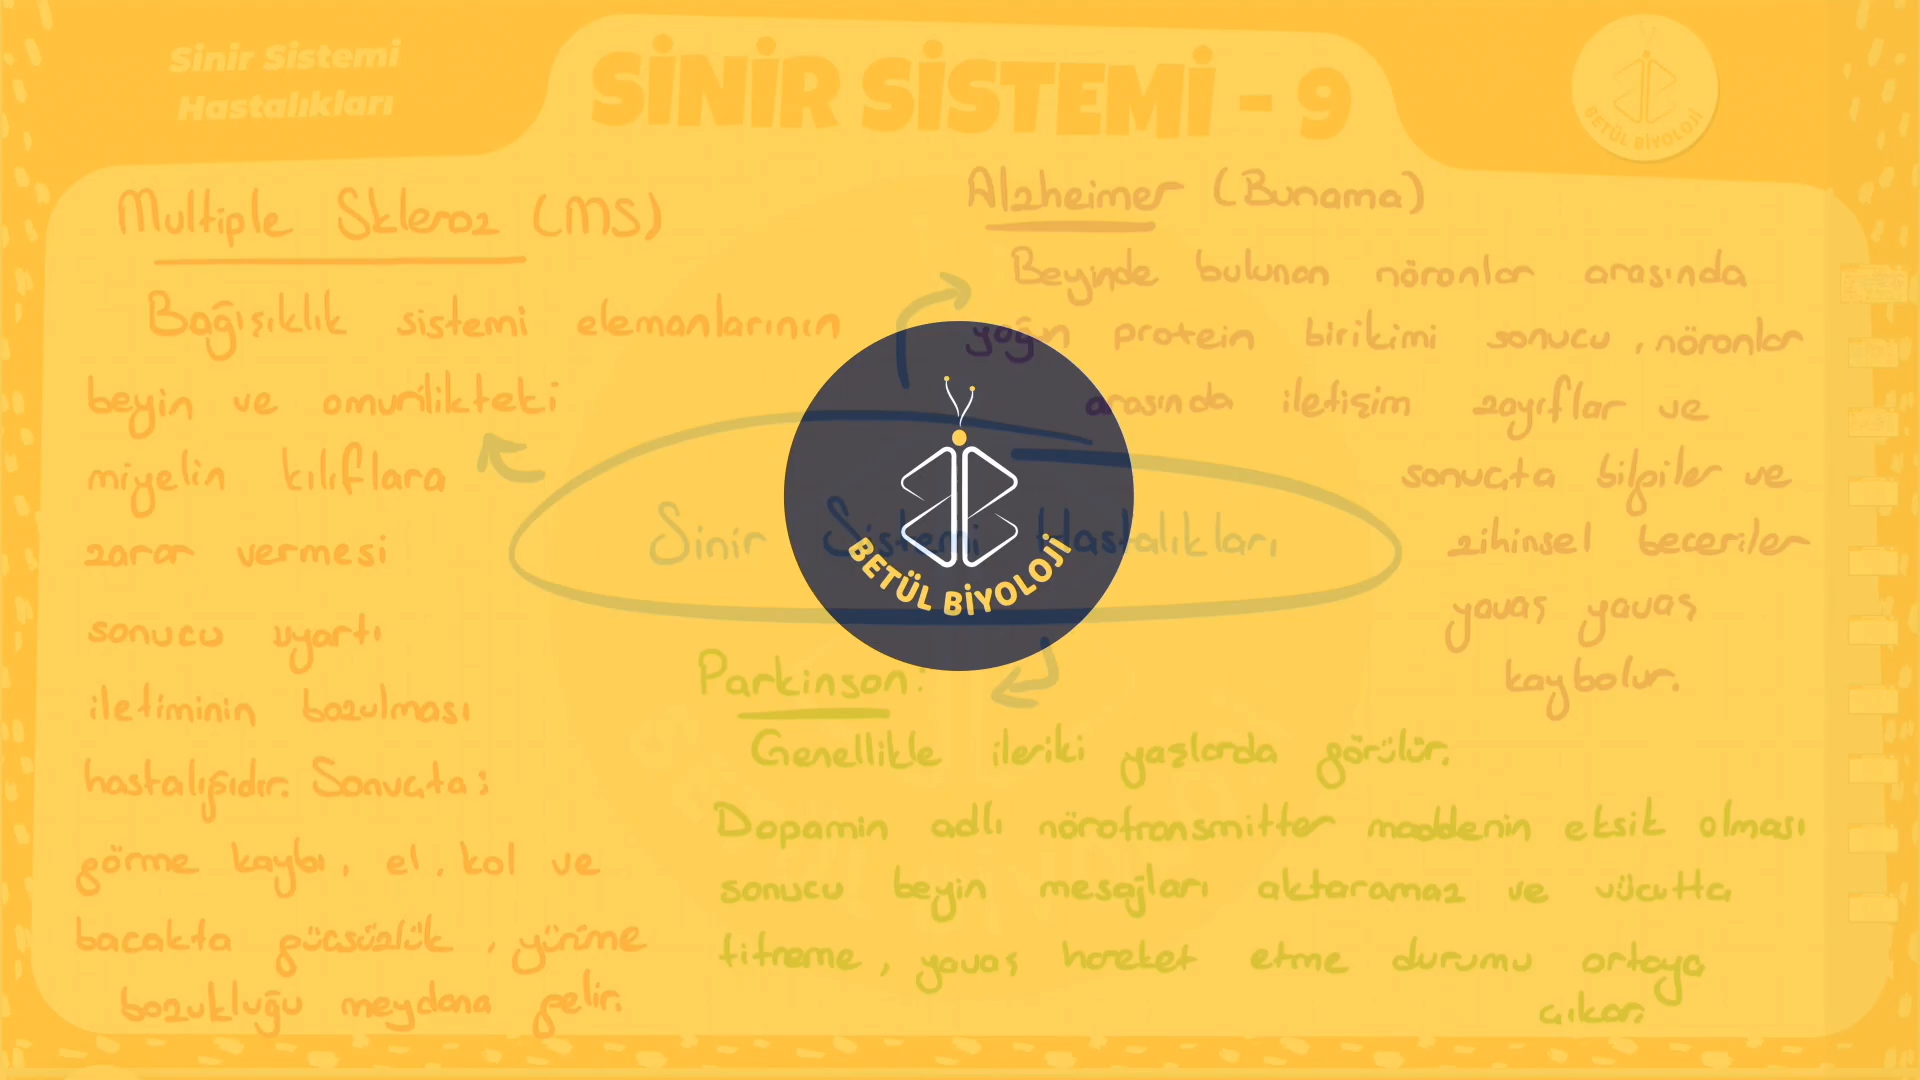 Sinir Sistemi
Hastalıkları
SİNİR SİSTEMİ - 9
BETÜL BİYOLOJİ
Multiple Skleroz (MS)
Bağışıklık sistemi elemanlarının
beyin ve omurilikteki
miyelin kılıflara
zarar vermesi
sonucu uyartı
iletiminin bozulması
hastalığıdır. Sonuçta:
görme kaybı, el, kol ve
bacakta güçsüzlük, yürüme
bozukluğu meydana gelir.
Alzheimer (Bunama)
Beyinde bulunan nöronlar arasında
yoğn protein birikimi sonucu, nöronlar
arasında iletişim zayıflar ve
sonuçta bilgiler ve
zihinsel beceriler
yavaş yavaş
kaybolur.
Sinir Sistemi Hastalıkları
BETÜL BİYOLOJİ
Parkinson:
Genellikle ileriki yaşlarda görülür.
Dopamin adlı nörotransmitter maddenin eksik olması
sonucu beyin mesajları aktaramaz ve vücutta
titreme, yavaş hareket etme durumu ortaya
çıkar.